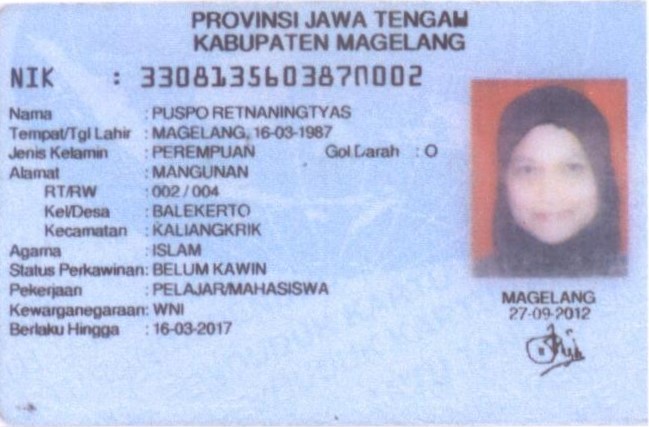 PROVINSI JAWA TENGAH
KABUPATEN MAGELANG
NIK : 3308135603870002
Nama : PUSPO RETNANINGTYAS
Tempat/Tgl Lahir : MAGELANG, 16-03-1987
Jenis Kelamin : PEREMPUAN Gol.Darah : O
Alamat : MANGUNAN
RT/RW : 002 / 004
Kel/Desa : BALEKERTO
Kecamatan : KALIANGKRIK
Agama : ISLAM
Status Perkawinan: BELUM KAWIN
Pekerjaan : PELAJAR/MAHASISWA
Kewarganegaraan: WNI
Berlaku Hingga : 16-03-2017
MAGELANG
27-09-2012